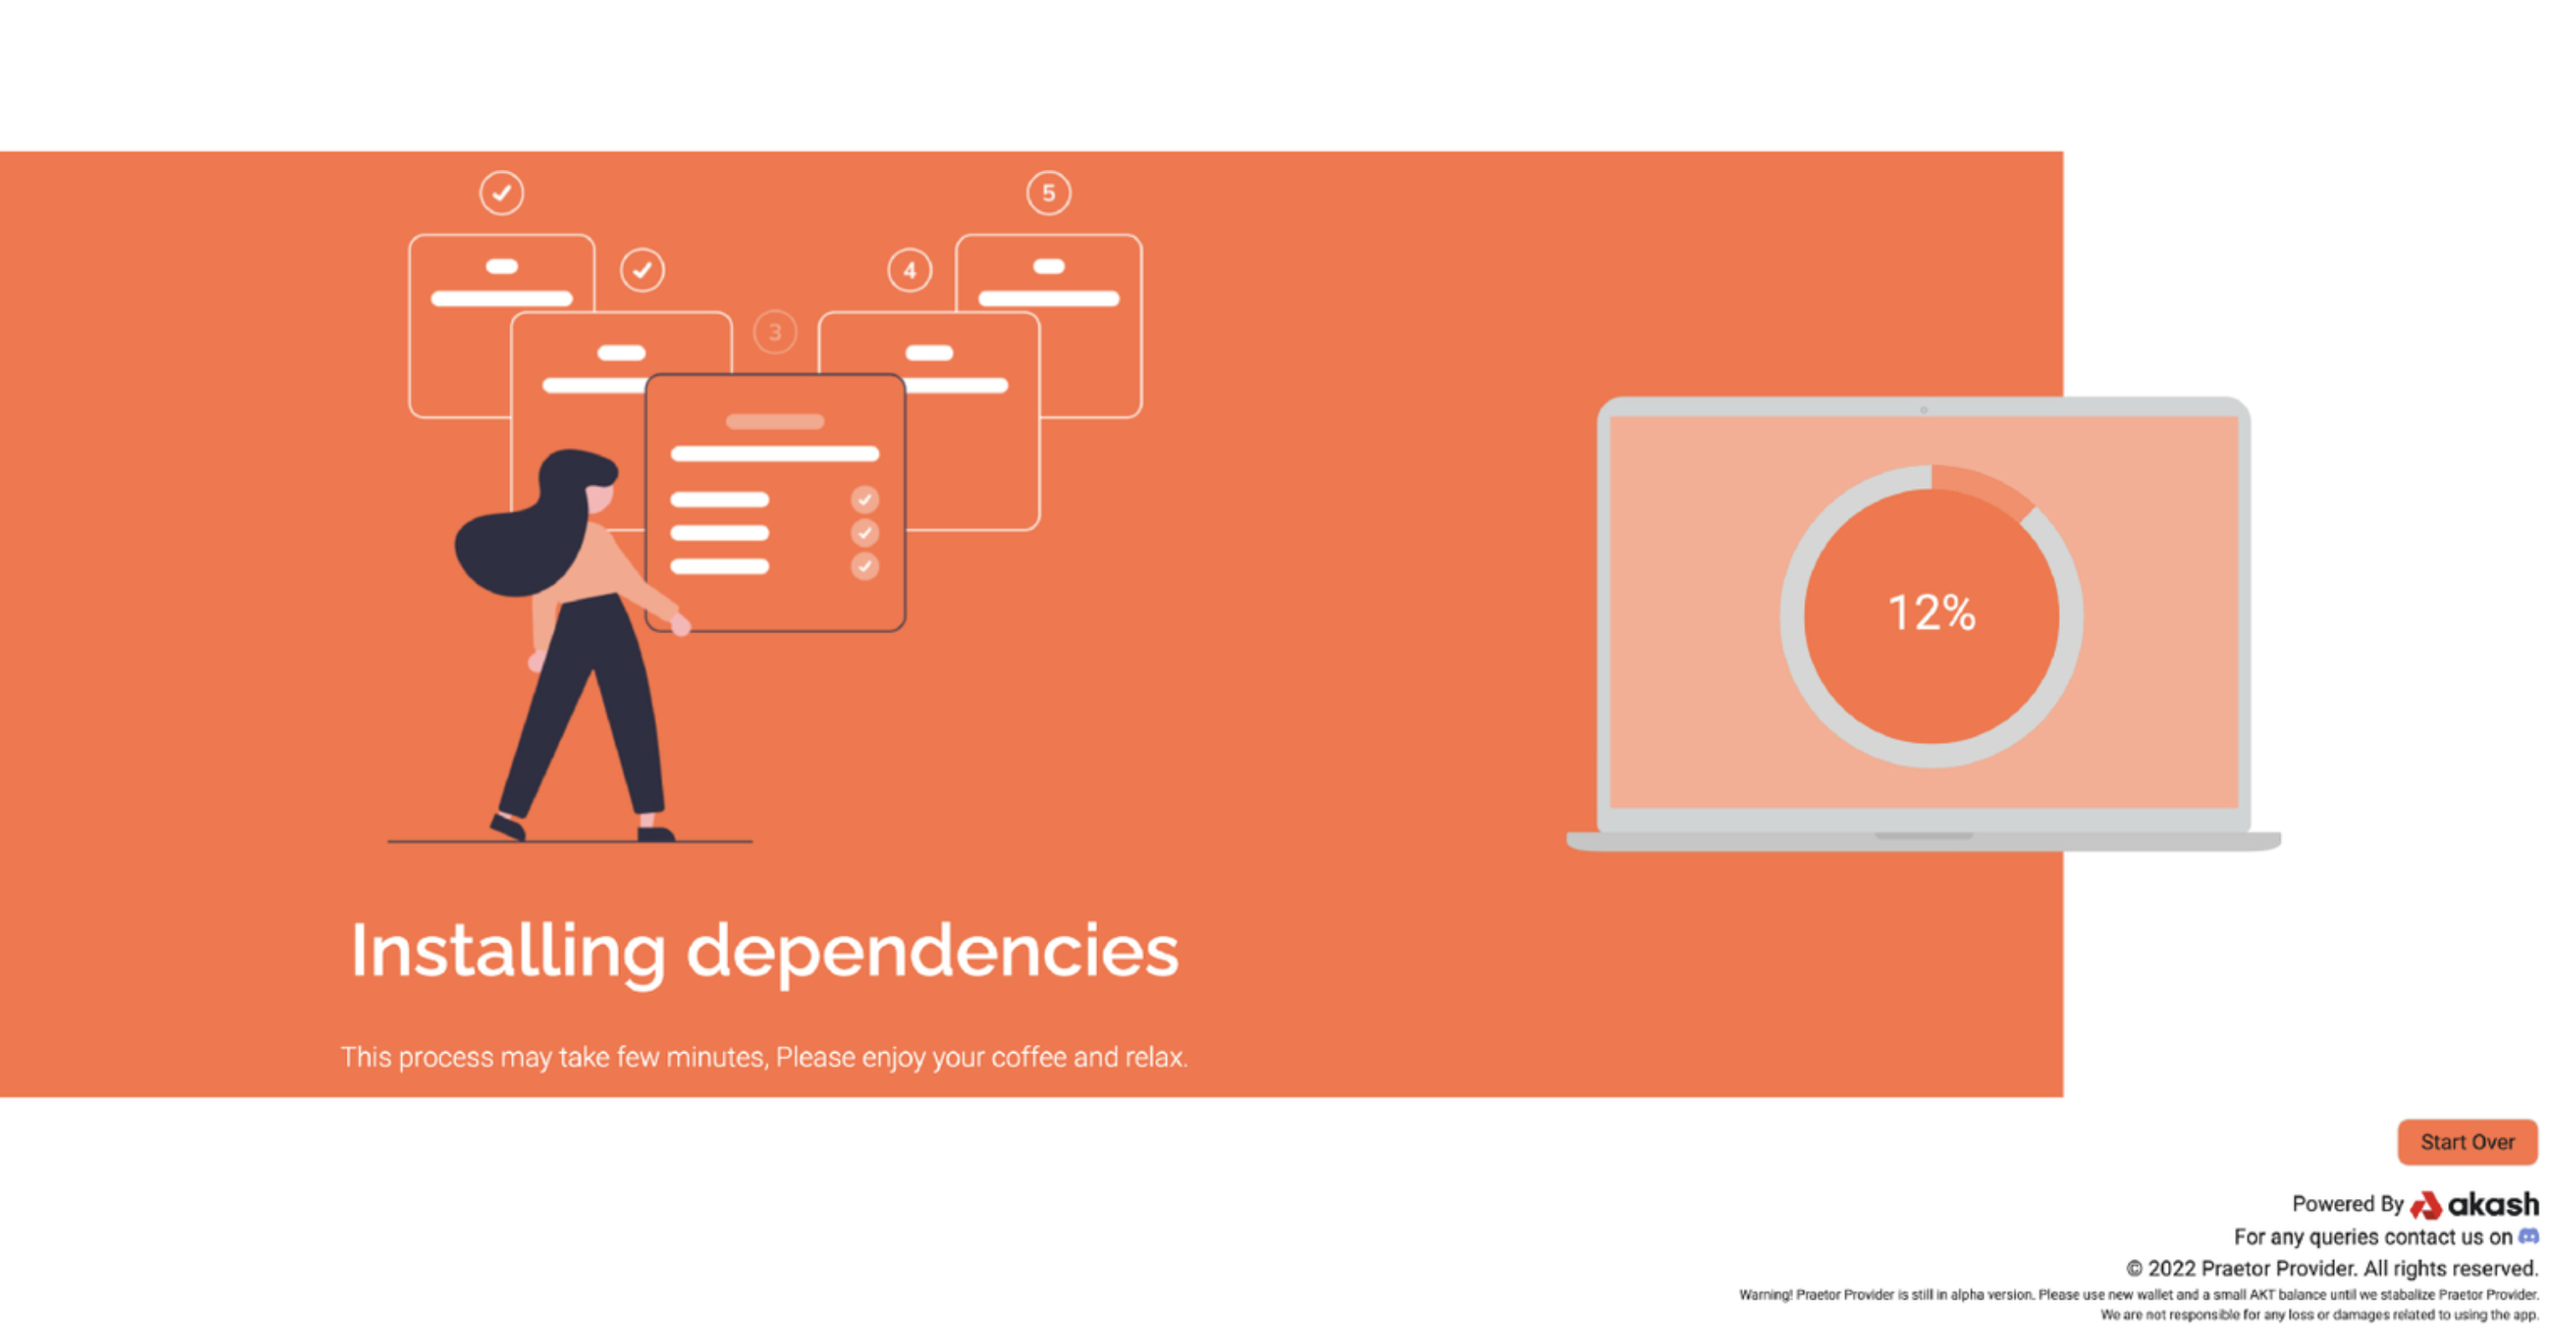 5
4
3
12%
Installing dependencies
This process may take few minutes, Please enjoy your coffee and relax.
Start Over
Powered By akash
For any queries contact us on
© 2022 Praetor Provider. All rights reserved.
Warning! Praetor Provider is still in alpha version. Please use new wallet and a small AKT balance until we stabalize Praetor Provider.
We are not responsible for any loss or damages related to using the app.